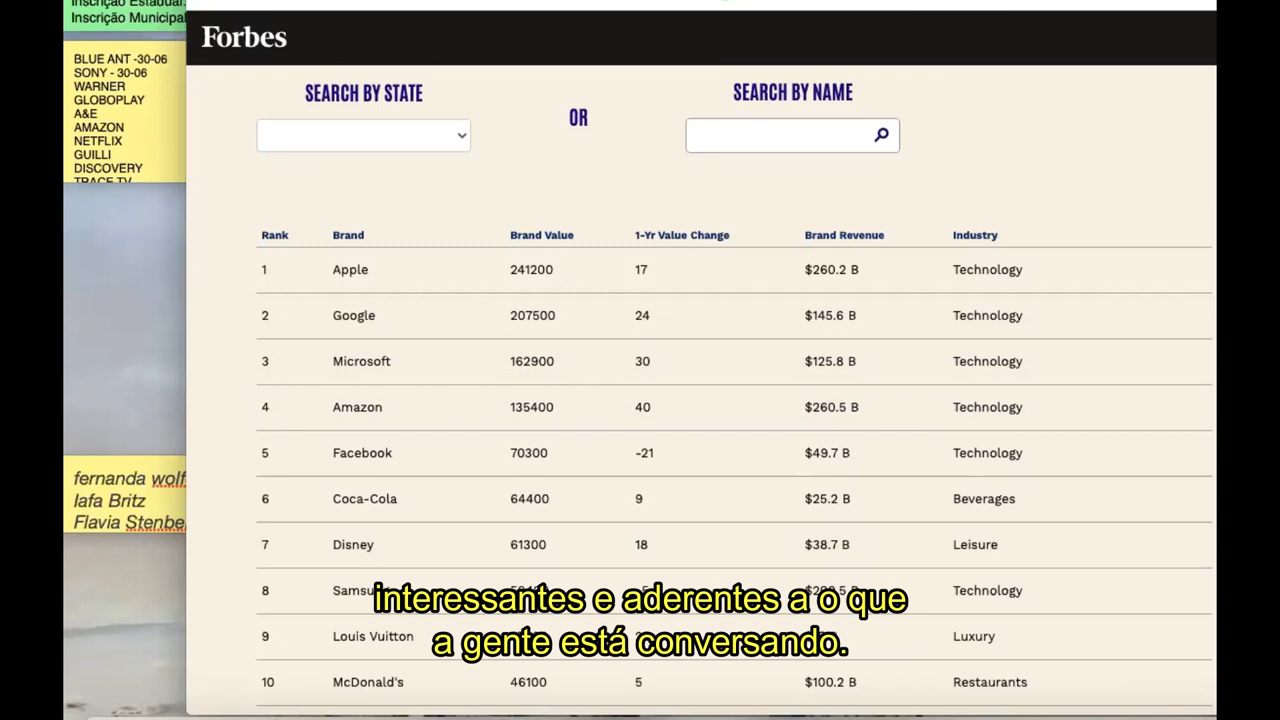 Inscrição Estadual:
Inscrição Municipal
BLUE ANT -30-06
SONY - 30-06
WARNER
GLOBOPLAY
A&E
AMAZON
NETFLIX
GUILLI
DISCOVERY
TRACE TV
fernanda wolf
Iafa Britz
Flavia Stenbe
Forbes
SEARCH BY STATE
OR
SEARCH BY NAME
Rank Brand Brand Value 1-Yr Value Change Brand Revenue Industry
1 Apple 241200 17 $260.2 B Technology
2 Google 207500 24 $145.6 B Technology
3 Microsoft 162900 30 $125.8 B Technology
4 Amazon 135400 40 $260.5 B Technology
5 Facebook 70300 -21 $49.7 B Technology
6 Coca-Cola 64400 9 $25.2 B Beverages
7 Disney 61300 18 $38.7 B Leisure
8 Technology
9 Louis Vuitton Luxury
10 McDonald's 46100 5 $100.2 B Restaurants
interessantes e aderentes a o que
a gente está conversando.